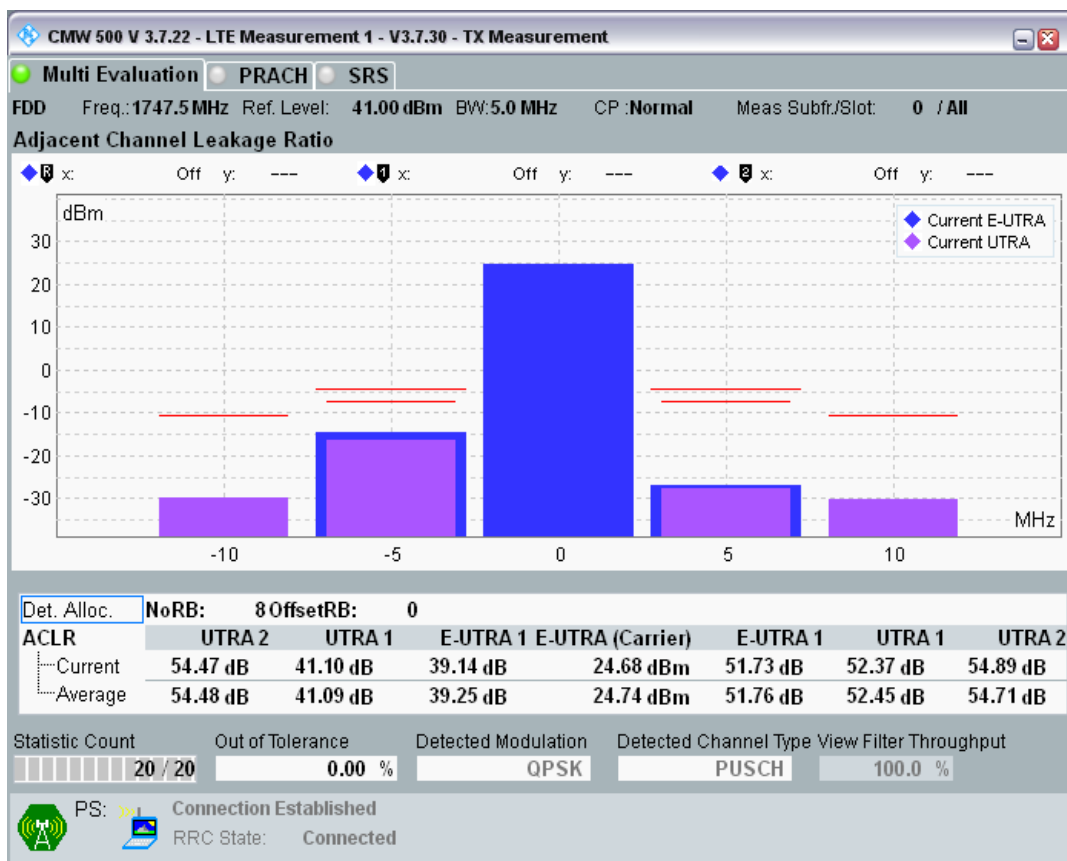 CMW 500 V 3.7.22 - LTE Measurement 1 - V3.7.30 - TX Measurement
Multi Evaluation PRACH SRS
FDD Freq.: 1747.5 MHz Ref. Level: 41.00 dBm BW: 5.0 MHz CP : Normal Meas Subfr./Slot: 0 / All
Adjacent Channel Leakage Ratio
R x: Off y: --- 1 x: Off y: --- 2 x: Off y: ---
dBm
Current E-UTRA
Current UTRA
30
20
10
0
-10
-20
-30
MHz
-10 -5 0 5 10
Det. Alloc. NoRB: 8 OffsetRB: 0
ACLR UTRA 2 UTRA 1 E-UTRA 1 E-UTRA (Carrier) E-UTRA 1 UTRA 1 UTRA 2
Current 54.47 dB 41.10 dB 39.14 dB 24.68 dBm 51.73 dB 52.37 dB 54.89 dB
Average 54.48 dB 41.09 dB 39.25 dB 24.74 dBm 51.76 dB 52.45 dB 54.71 dB
Statistic Count Out of Tolerance Detected Modulation Detected Channel Type View Filter Throughput
20 / 20 0.00 % QPSK PUSCH 100.0 %
PS: Connection Established
RRC State: Connected